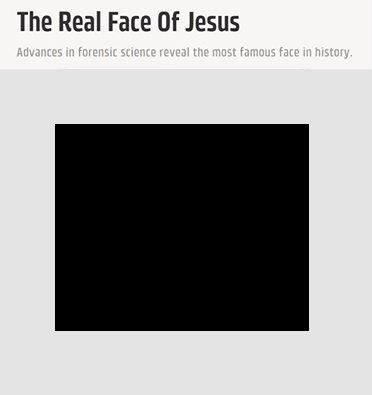 The Real Face Of Jesus
Advances in forensic science reveal the most famous face in history.